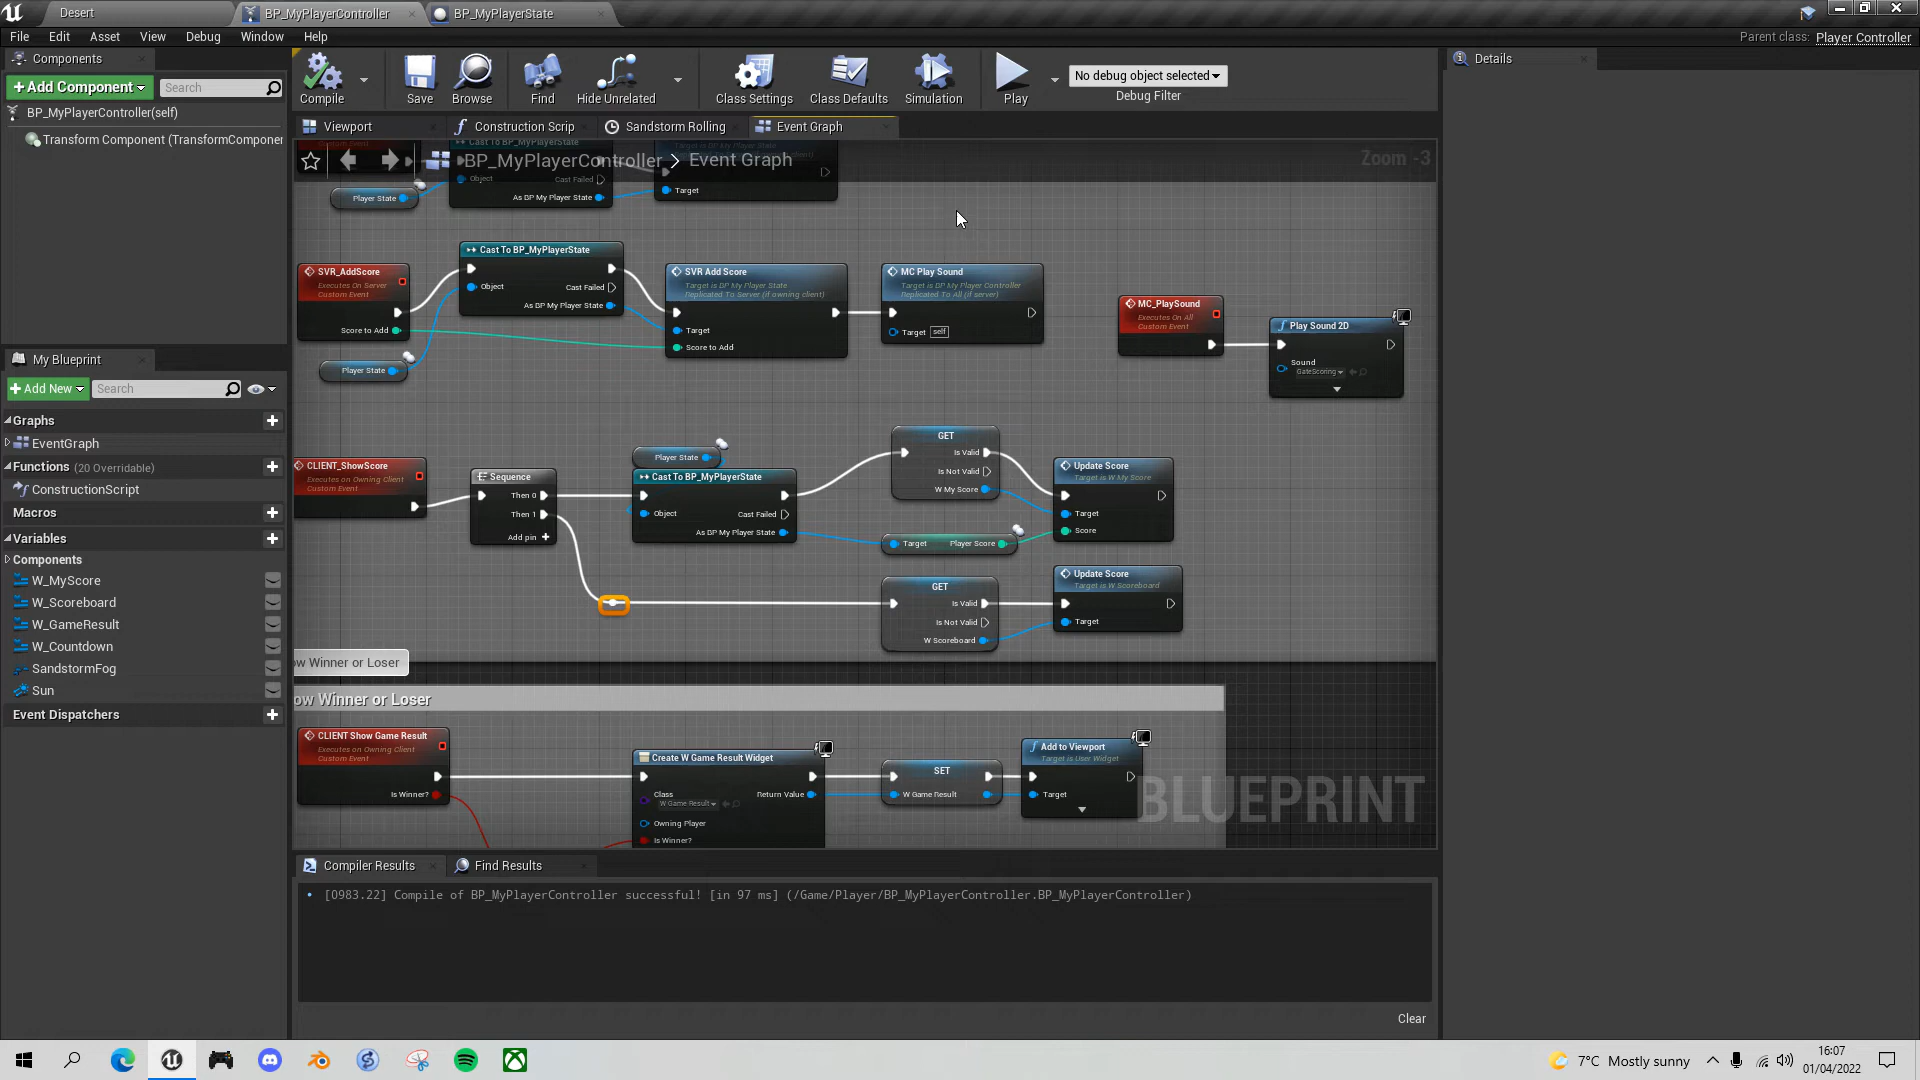 Desert
BP_MyPlayerController
BP_MyPlayerState
File Edit Asset View Debug Window Help
Parent class: Player Controller
Components
+Add Component
Search
BP_MyPlayerController(self)
Transform Component (TransformComponer
Compile
Save
Browse
Find
Hide Unrelated
Class Settings
Class Defaults
Simulation
Play
No debug object selected
Debug Filter
Details
Viewport
Construction Scrip
Sandstorm Rolling
Event Graph
BP_MyPlayerController > Event Graph
Zoom -3
Cast To BP_MyPlayerState
Object
Cast Failed
As BP My Player State
Player State
Target
SVR_AddScore
Executes On Server
Custom Event
Score to Add
Player State
Cast To BP_MyPlayerState
Object
Cast Failed
As BP My Player State
SVR Add Score
Target is BP My Player State
Replicated To Server (if owning client)
Target
Score to Add
MC Play Sound
Target is BP My Player Controller
Replicated To All (if server)
Target self
MC_PlaySound
Executes On All
Custom Event
Play Sound 2D
Sound
GateScoring
My Blueprint
+Add New
Search
Graphs
EventGraph
Functions (20 Overridable)
ConstructionScript
Macros
Variables
Components
W_MyScore
W_Scoreboard
W_GameResult
W_Countdown
SandstormFog
Sun
Event Dispatchers
CLIENT_ShowScore
Executes on Owning Client
Custom Event
Sequence
Then 0
Then 1
Add pin +
Player State
Cast To BP_MyPlayerState
Object
Cast Failed
As BP My Player State
GET
Is Valid
Is Not Valid
W My Score
Target
Player Score
Update Score
Target is W My Score
Target
Score
GET
Is Valid
Is Not Valid
W Scoreboard
Update Score
Target is W Scoreboard
Target
ow Winner or Loser
ow Winner or Loser
CLIENT Show Game Result
Executes on Owning Client
Custom Event
Is Winner?
Create W Game Result Widget
Class
W Game Result
Return Value
Owning Player
Is Winner?
SET
W Game Result
Add to Viewport
Target is User Widget
Target
BLUEPRINT
Compiler Results
Find Results
[0983.22] Compile of BP_MyPlayerController successful! [in 97 ms] (/Game/Player/BP_MyPlayerController.BP_MyPlayerController)
Clear
7°C Mostly sunny
16:07
01/04/2022